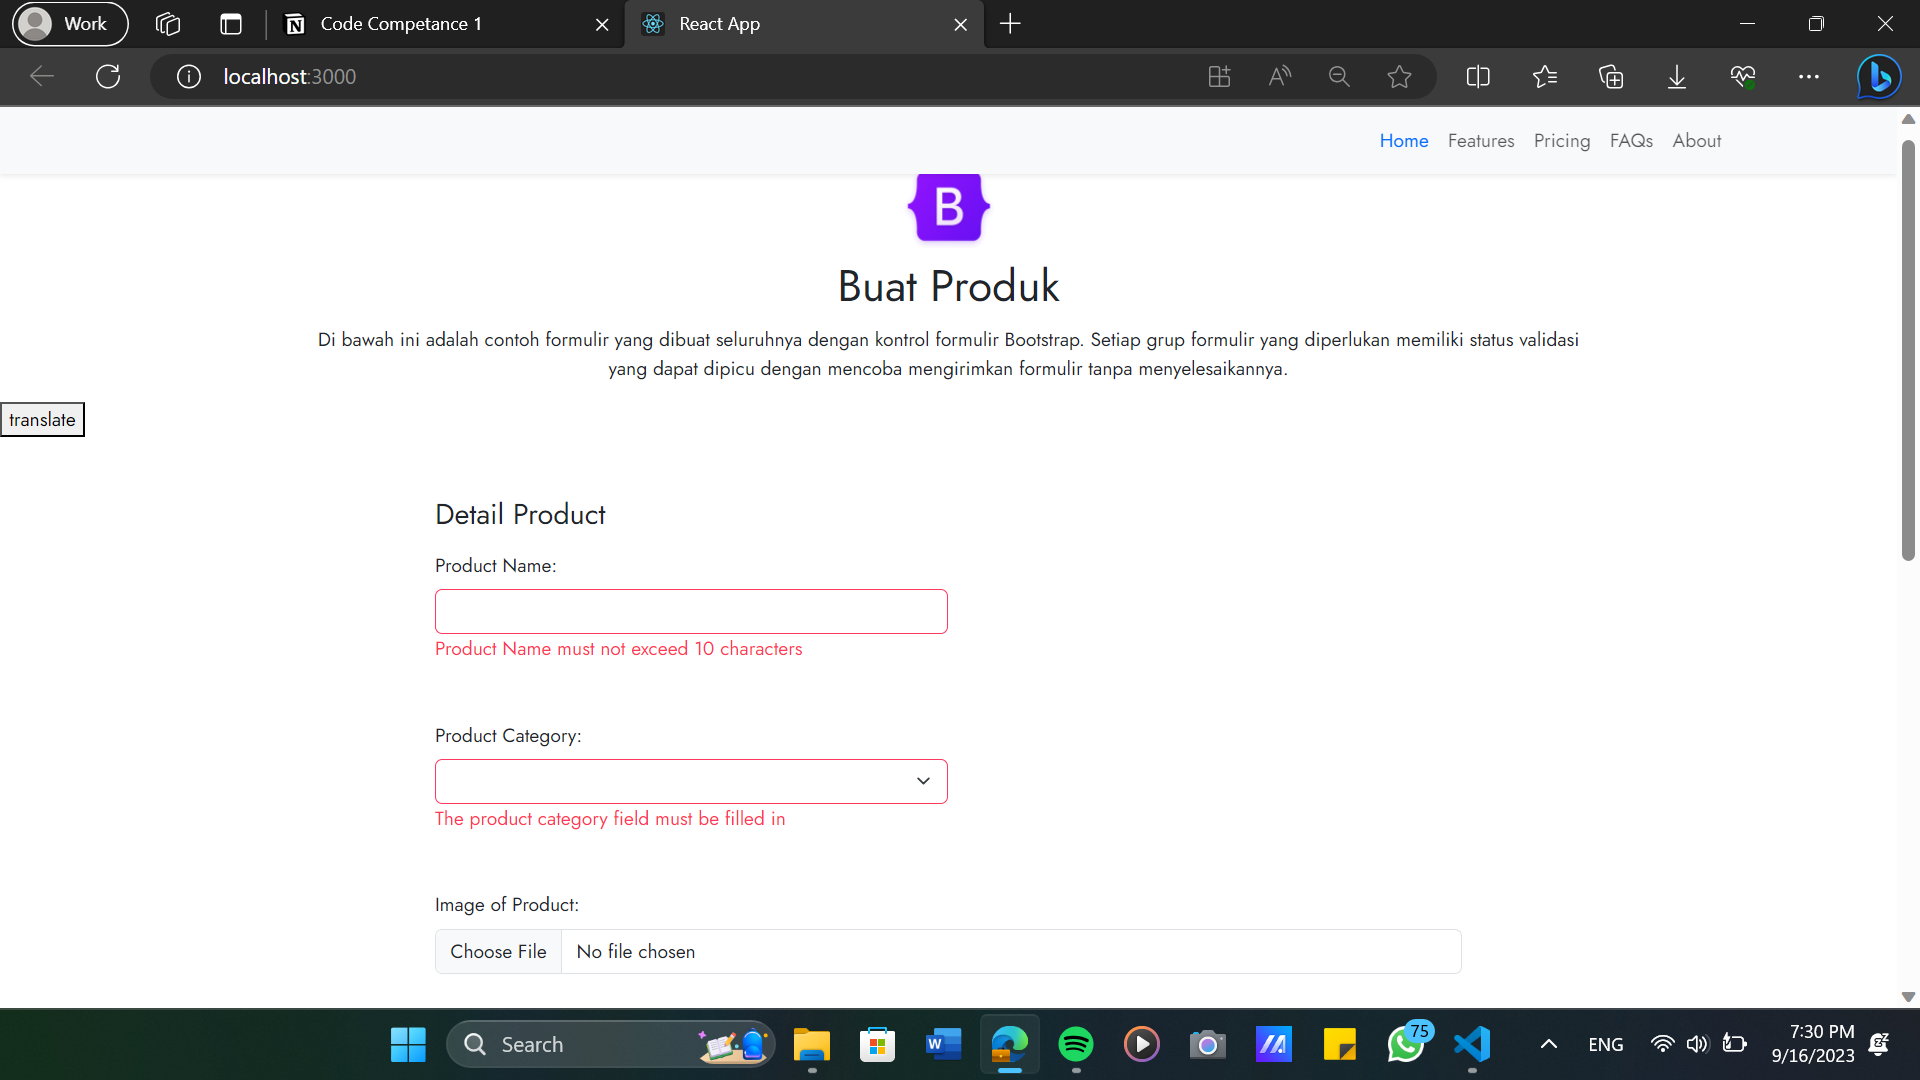 Work
Code Competance 1
React App
localhost:3000
Home Features Pricing FAQs About
B
Buat Produk
Di bawah ini adalah contoh formulir yang dibuat seluruhnya dengan kontrol formulir Bootstrap. Setiap grup formulir yang diperlukan memiliki status validasi
yang dapat dipicu dengan mencoba mengirimkan formulir tanpa menyelesaikannya.
translate
Detail Product
Product Name:
Product Name must not exceed 10 characters
Product Category:
The product category field must be filled in
Image of Product:
Choose File No file chosen
Search
75
ENG
7:30 PM
9/16/2023